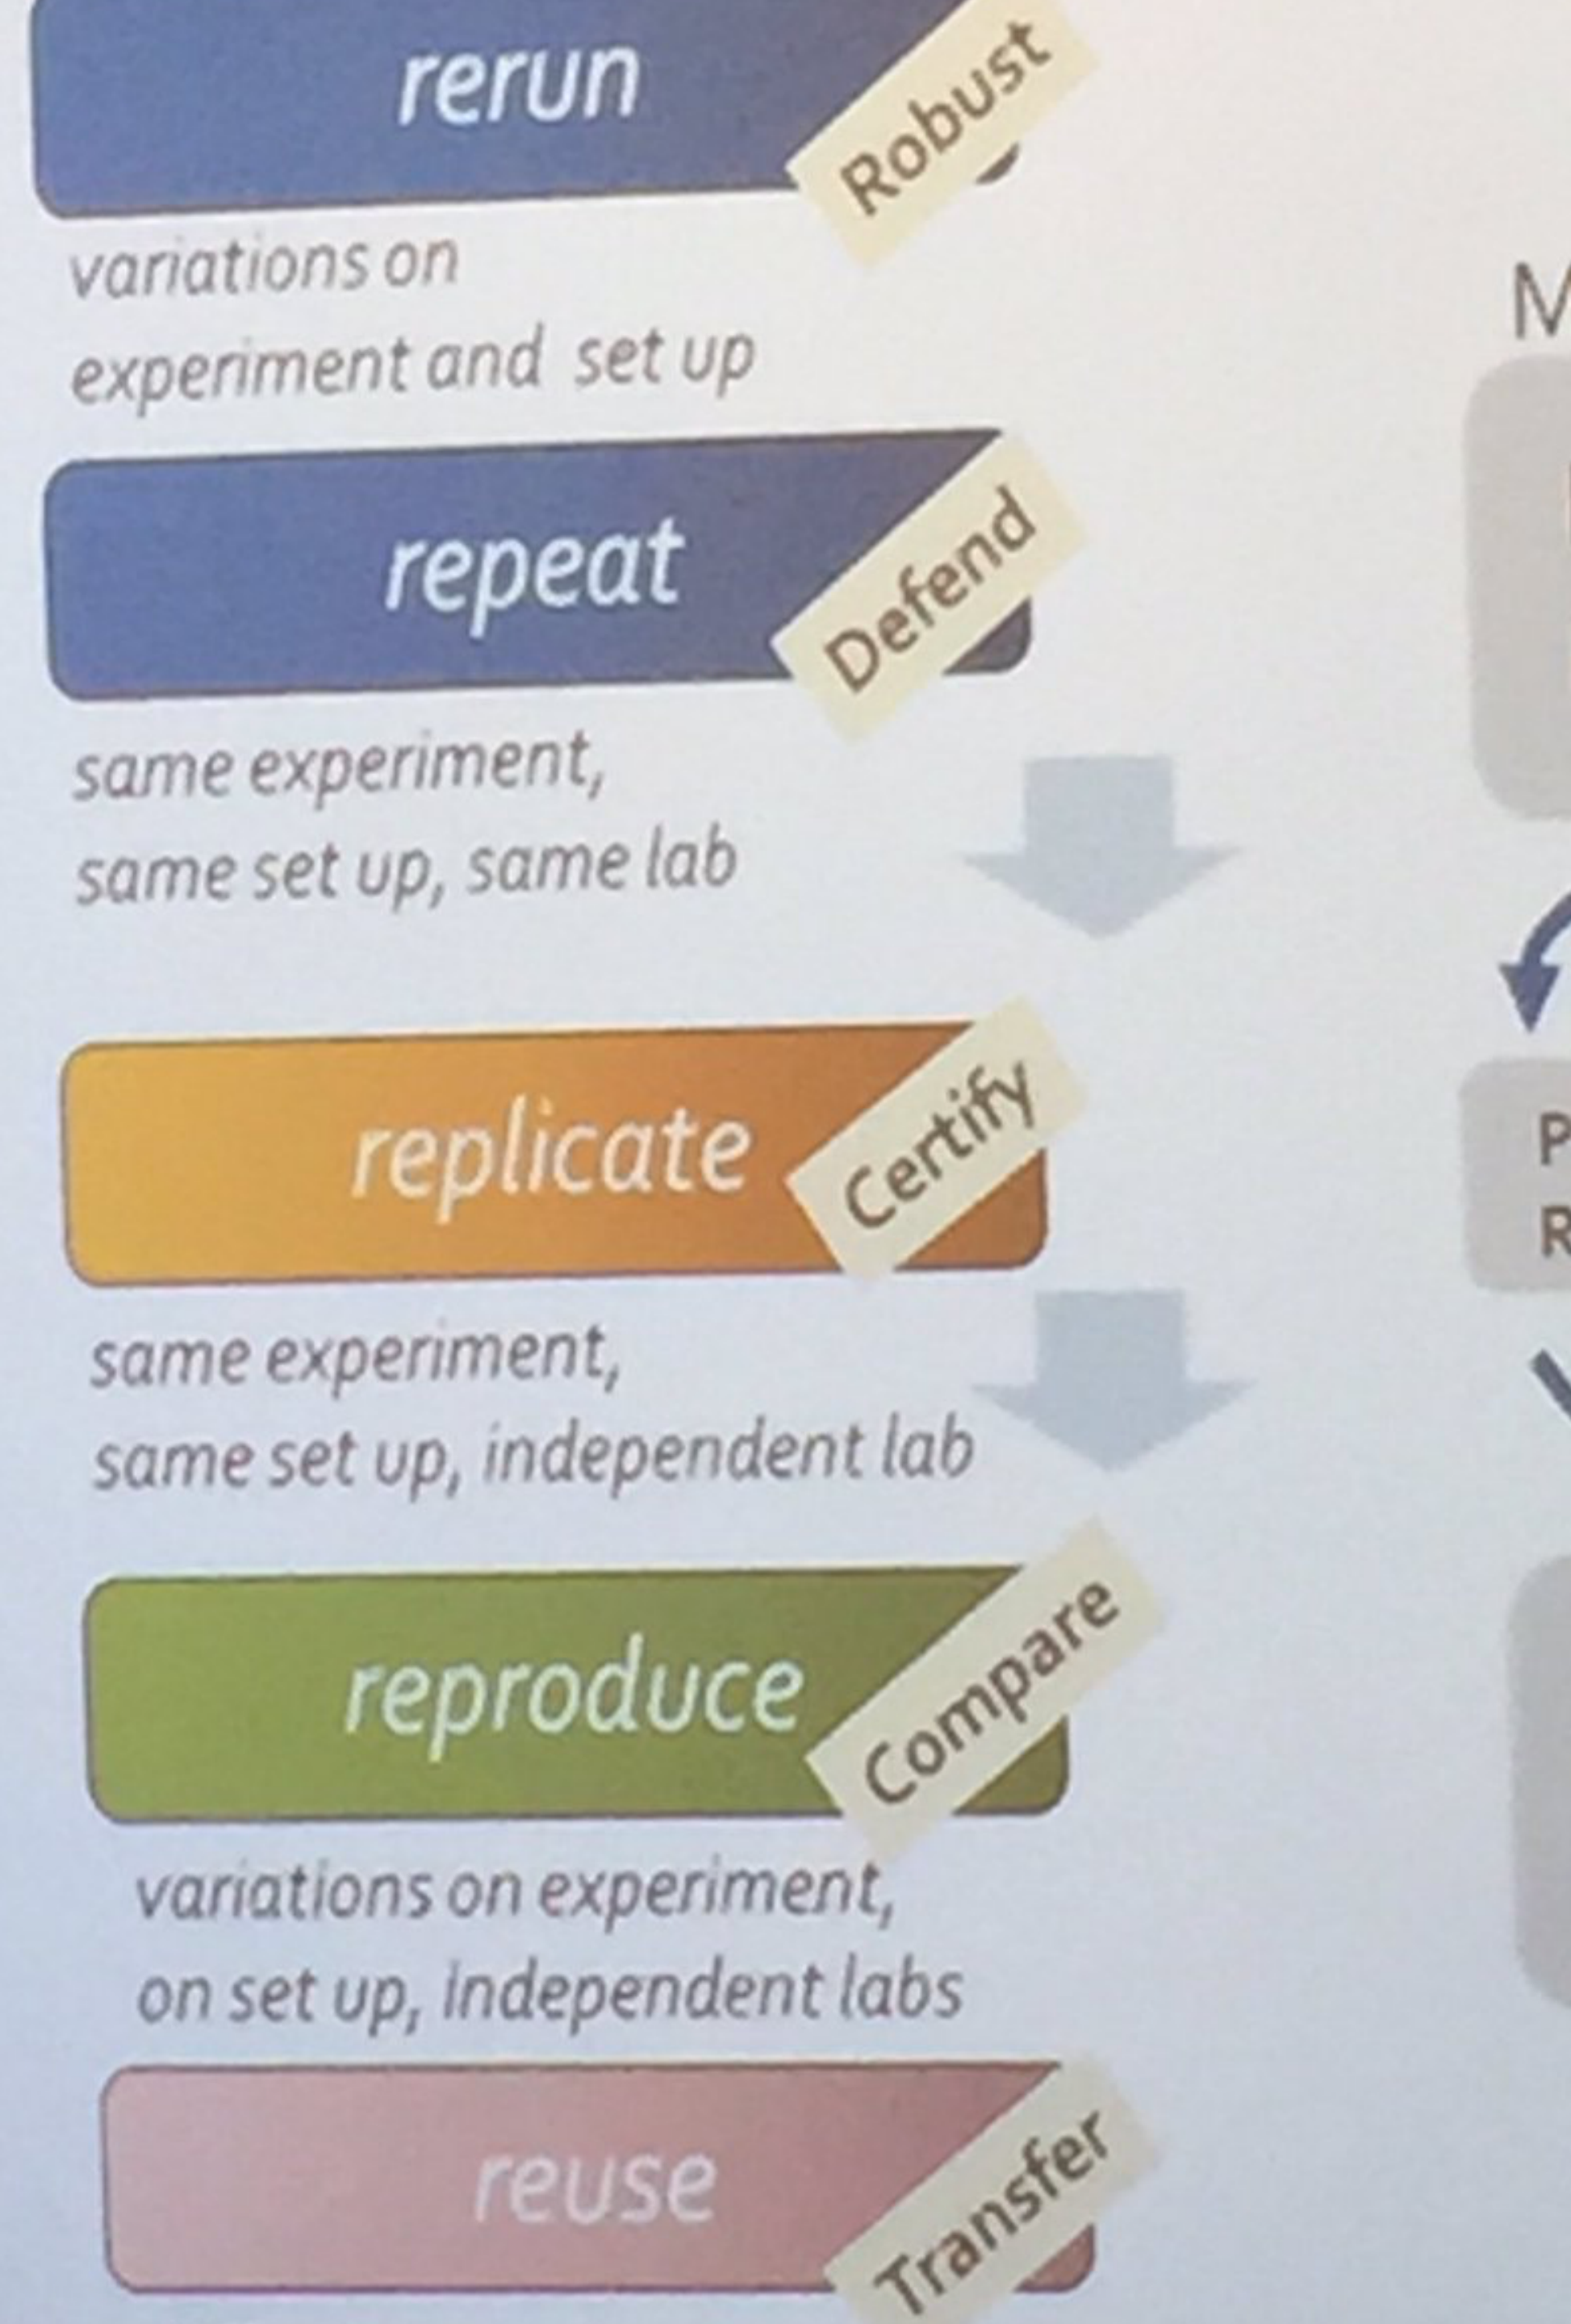 rerun
Robust
variations on
experiment and set up
repeat
Defend
same experiment,
same set up, same lab
replicate
Certify
same experiment,
same set up, independent lab
reproduce
Compare
variations on experiment,
on set up, independent labs
reuse
Transfer
M
P
R